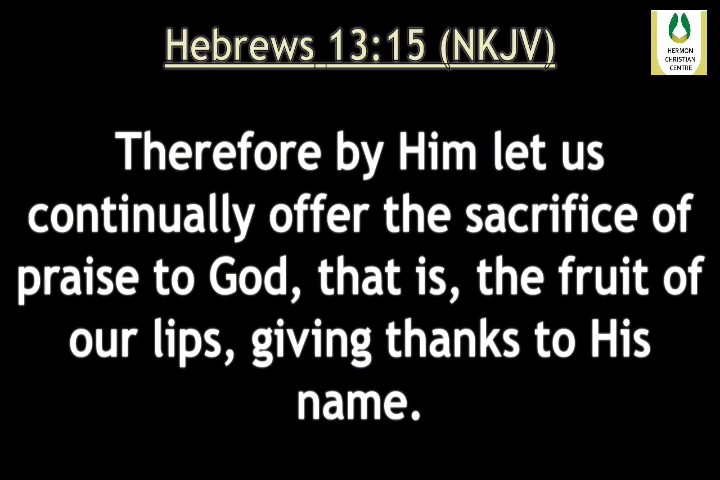 Hebrews 13:15 (NKJV)
HERMON
CHRISTIAN
CENTRE
Therefore by Him let us
continually offer the sacrifice of
praise to God, that is, the fruit of
our lips, giving thanks to His
name.